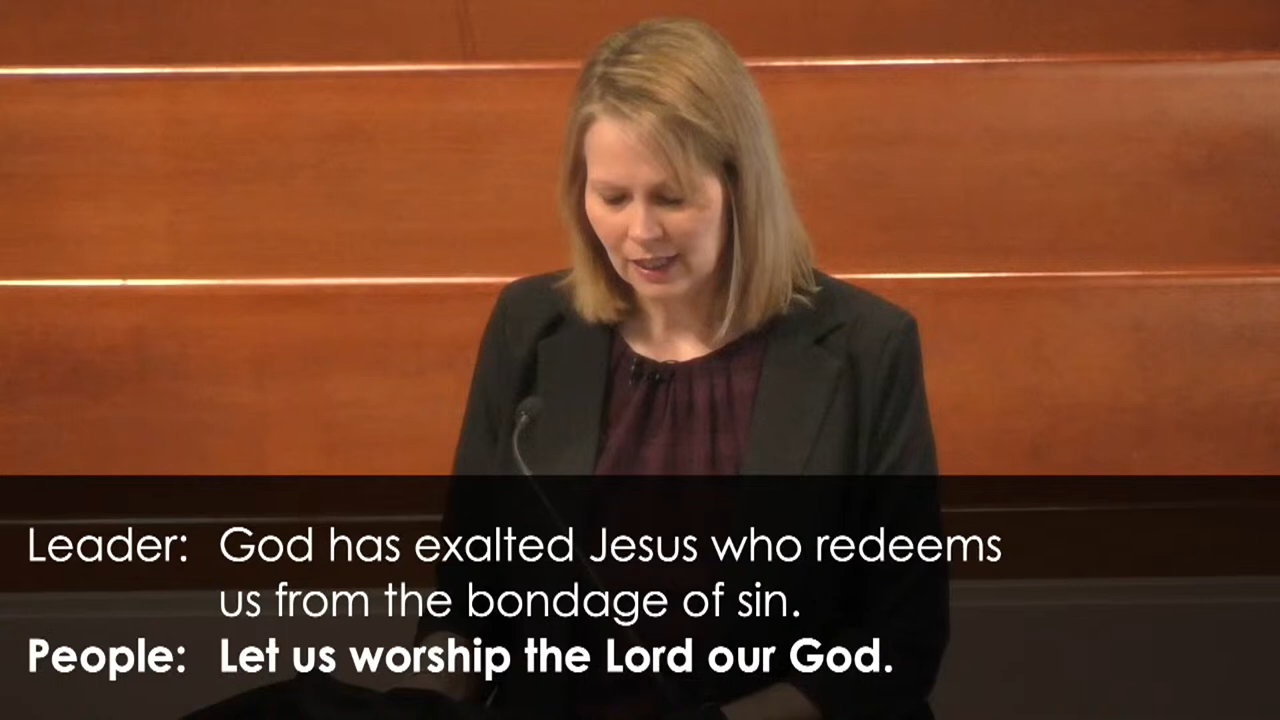 Leader: God has exalted Jesus who redeems
us from the bondage of sin.
People: Let us worship the Lord our God.